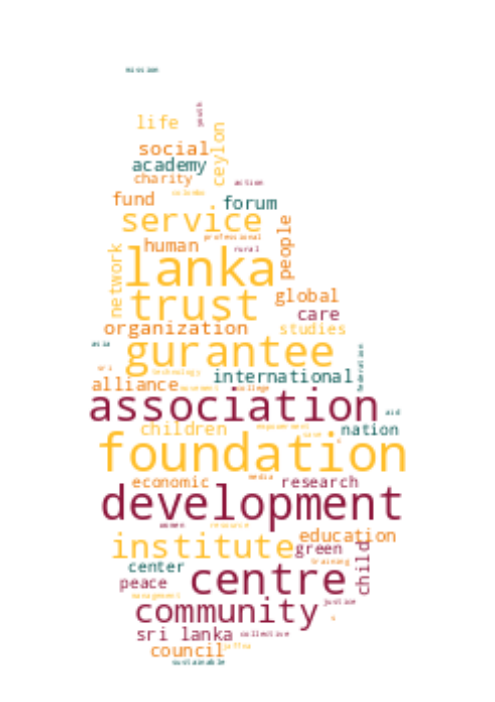 mission
youth
life
ceylon
social
academy
charity
action
colombo
fund
forum
service
people
professional
human
rural
network
lanka
trust
global
care
organization
studies
asia
gurantee
federation
sri
technology
international
alliance
movement
college
association
aid
children
empowerment
nation
foundation
media
economic
research
development
women
resource
education
institute
green
training
center
child
peace
centre
management
justice
community
sri lanka
collective
council
jaffna
sustainable